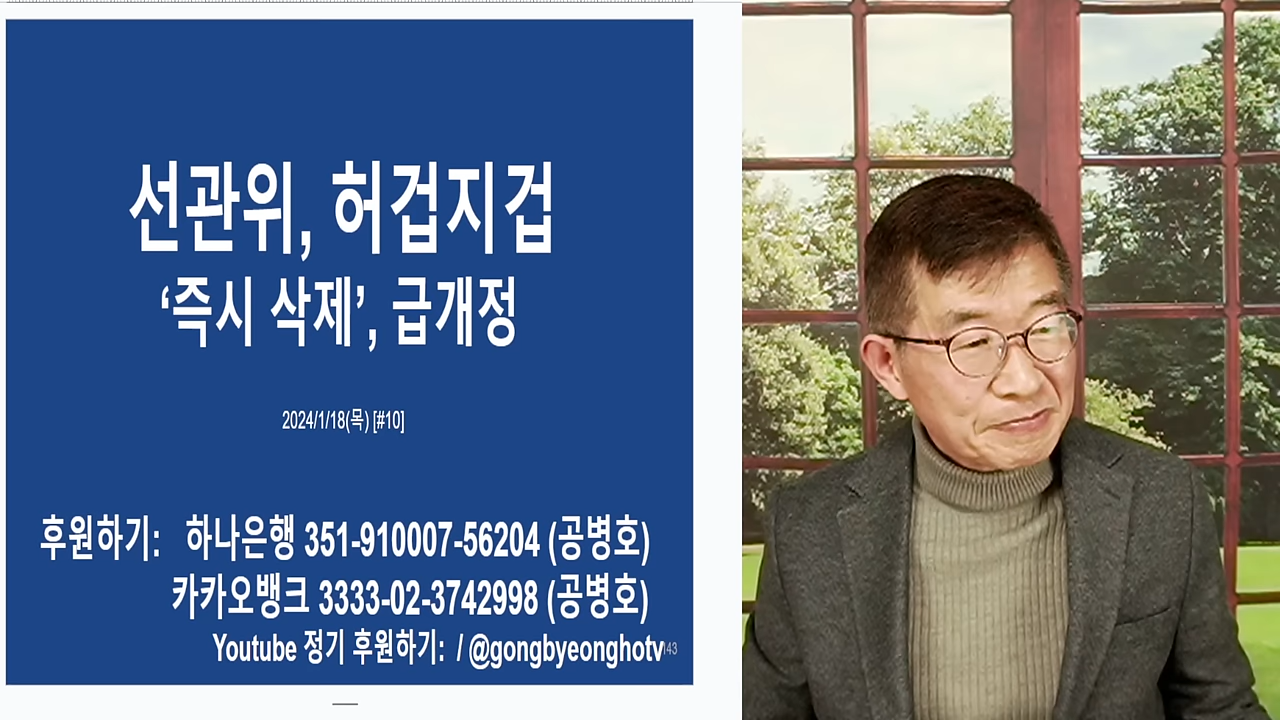 선관위, 허겁지겁
‘즉시 삭제’, 급개정
2024/1/18(목) [#10]
후원하기: 하나은행 351-910007-56204 (공병호)
카카오뱅크 3333-02-3742998 (공병호)
Youtube 정기 후원하기: / @gongbyeonghotv
143